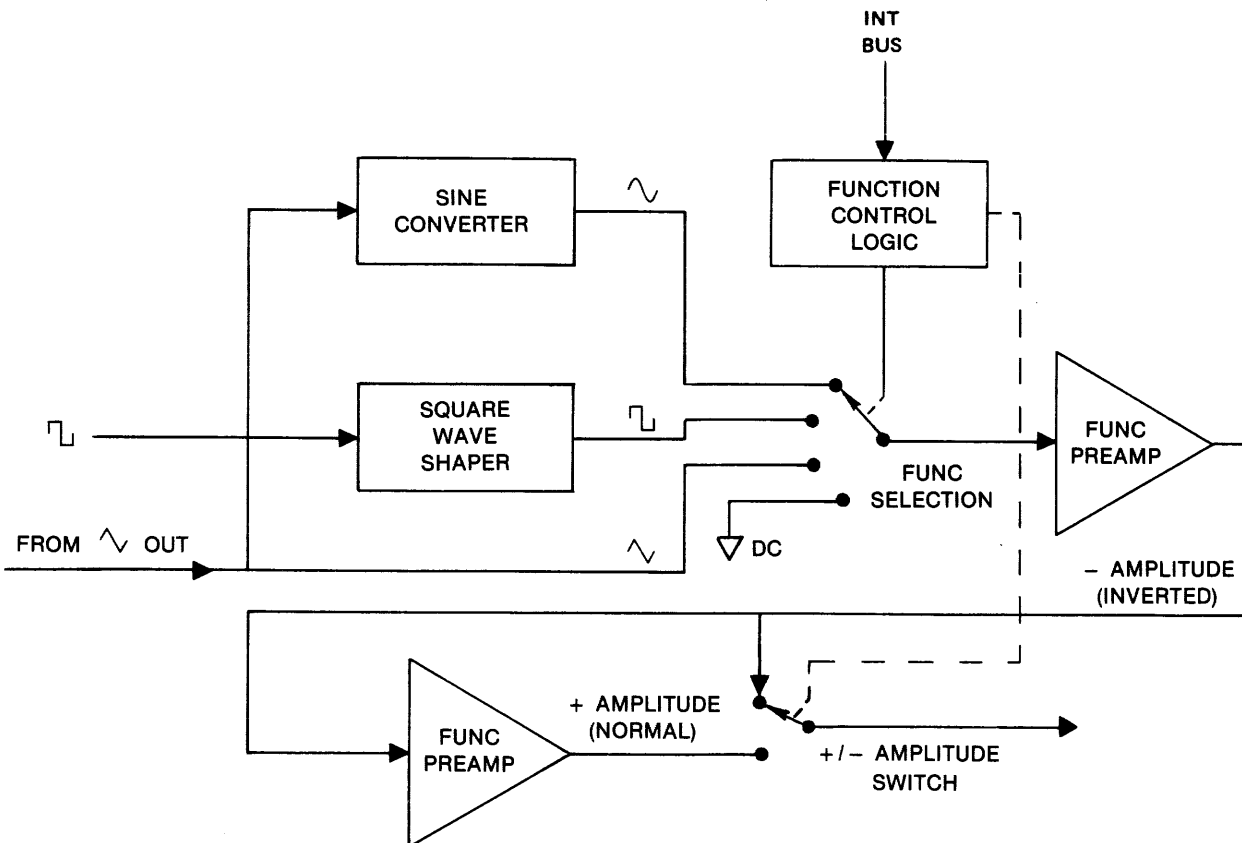 INT
BUS
SINE
CONVERTER
FUNCTION
CONTROL
LOGIC
SQUARE
WAVE
SHAPER
FUNC
SELECTION
FUNC
PREAMP
FROM OUT
DC
− AMPLITUDE
(INVERTED)
FUNC
PREAMP
+ AMPLITUDE
(NORMAL)
+/− AMPLITUDE
SWITCH